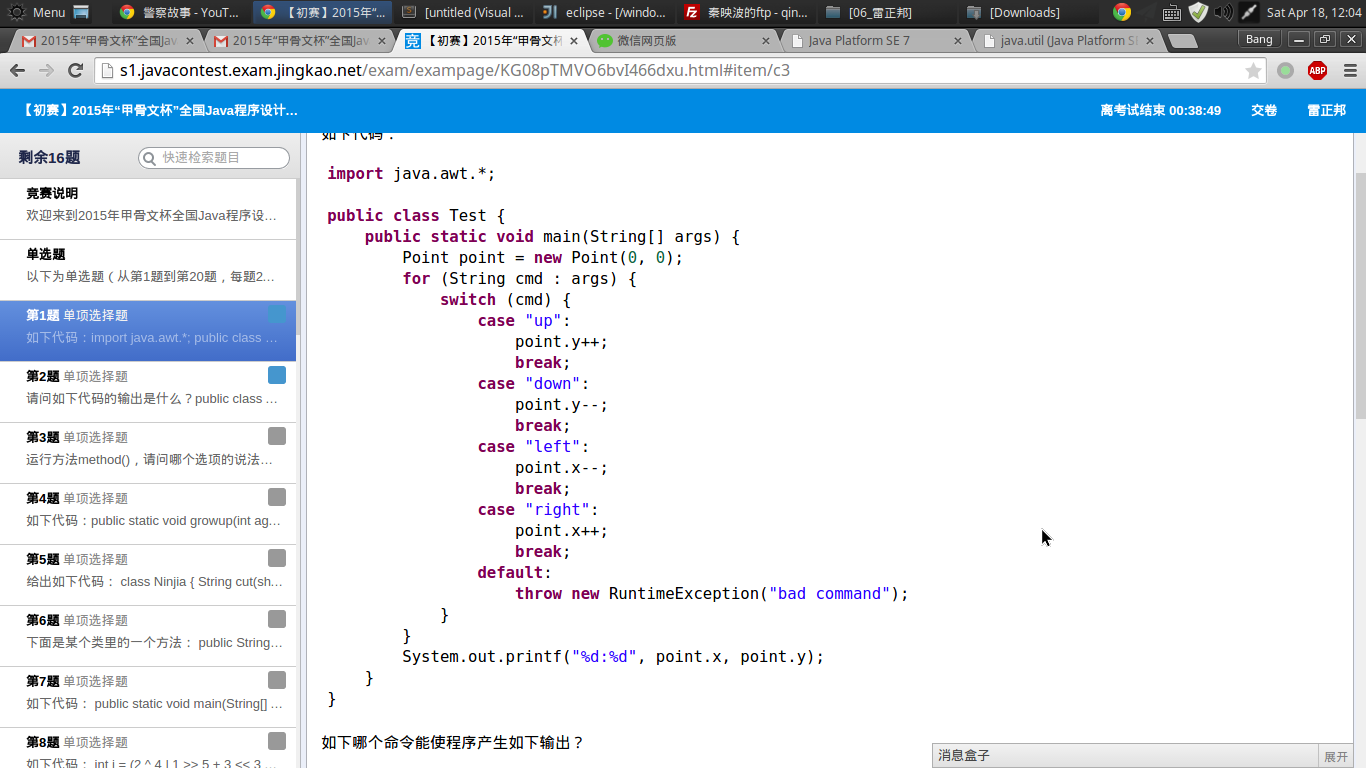 Menu 警察故事 - YouT... 【初赛】2015年“... [untitled (Visual ... eclipse - [/windo... 秦映波的ftp - qin... [06_雷正邦] [Downloads] Sat Apr 18, 12:04
2015年“甲骨文杯”全国Jav 2015年“甲骨文杯”全国Jav 【初赛】2015年“甲骨文杯 微信网页版 Java Platform SE 7 java.util (Java Platform SE Bang
s1.javacontest.exam.jingkao.net/exam/exampage/KG08pTMVO6bvI466dxu.html#item/c3 ABP
【初赛】2015年“甲骨文杯”全国Java程序设计... 离考试结束 00:38:49 交卷 雷正邦
剩余16题 快速检索题目
竞赛说明
欢迎来到2015年甲骨文杯全国Java程序设...
单选题
以下为单选题（从第1题到第20题，每题2...
第1题 单项选择题
如下代码：import java.awt.*; public class ...
第2题 单项选择题
请问如下代码的输出是什么？public class ...
第3题 单项选择题
运行方法method()，请问哪个选项的说法...
第4题 单项选择题
如下代码：public static void growup(int ag...
第5题 单项选择题
给出如下代码： class Ninjia { String cut(sh...
第6题 单项选择题
下面是某个类里的一个方法： public String...
第7题 单项选择题
如下代码： public static void main(String[] ...
第8题 单项选择题
如下代码： int i = (2 ^ 4 | 1 >> 5 + 3 << 3 ...
如下代码：
import java.awt.*;
public class Test {
public static void main(String[] args) {
Point point = new Point(0, 0);
for (String cmd : args) {
switch (cmd) {
case "up":
point.y++;
break;
case "down":
point.y--;
break;
case "left":
point.x--;
break;
case "right":
point.x++;
break;
default:
throw new RuntimeException("bad command");
}
}
System.out.printf("%d:%d", point.x, point.y);
}
}
如下哪个命令能使程序产生如下输出？
消息盒子 展开